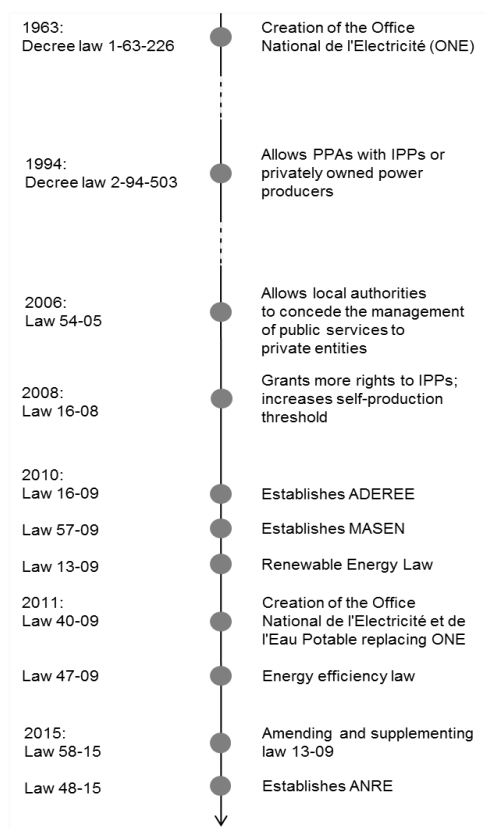 1963:
Decree law 1-63-226
Creation of the Office
National de l'Electricité (ONE)
1994:
Decree law 2-94-503
Allows PPAs with IPPs or
privately owned power
producers
2006:
Law 54-05
Allows local authorities
to concede the management
of public services to
private entities
2008:
Law 16-08
Grants more rights to IPPs;
increases self-production
threshold
2010:
Law 16-09
Establishes ADEREE
Law 57-09
Establishes MASEN
Law 13-09
Renewable Energy Law
2011:
Law 40-09
Creation of the Office
National de l'Electricité et de
l'Eau Potable replacing ONE
Law 47-09
Energy efficiency law
2015:
Law 58-15
Amending and supplementing
law 13-09
Law 48-15
Establishes ANRE